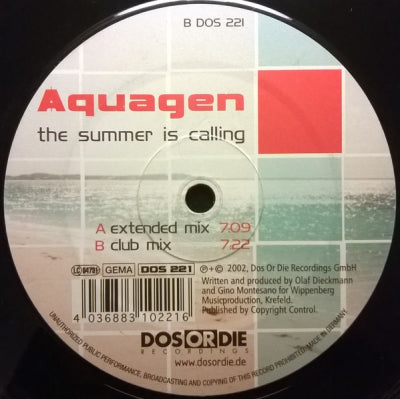 B DOS 221
Aquagen
the summer is calling
A extended mix 7:09
B club mix 7:22
LC 04791 GEMA DOS 221
4 036883 102216
℗+© 2002, Dos Or Die Recordings GmbH
Written and produced by Olaf Dieckmann
and Gino Montesano for Wippenberg
Musicproduction, Krefeld.
Published by Copyright Control.
DOS OR DIE
RECORDINGS
www.dosordie.de
UNAUTHORIZED PUBLIC PERFORMANCE, BROADCASTING AND COPYING OF THIS RECORD PROHIBITED. MADE IN GERMANY.